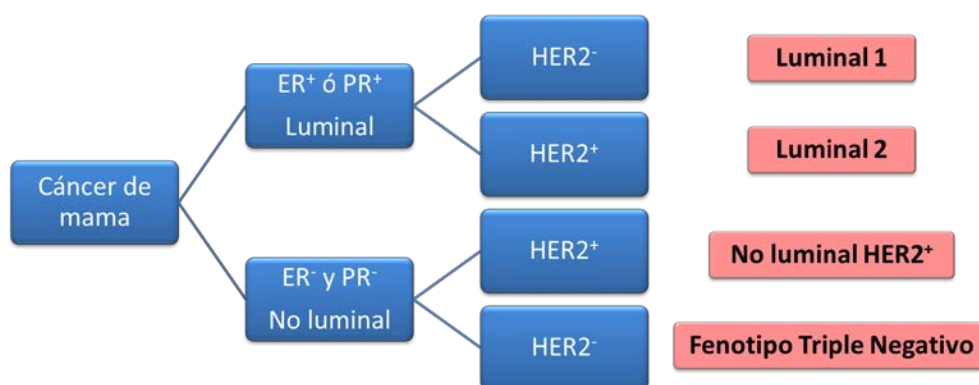 Cáncer de
mama
ER⁺ ó PR⁺
Luminal
ER⁻ y PR⁻
No luminal
HER2⁻
HER2⁺
HER2⁺
HER2⁻
Luminal 1
Luminal 2
No luminal HER2⁺
Fenotipo Triple Negativo